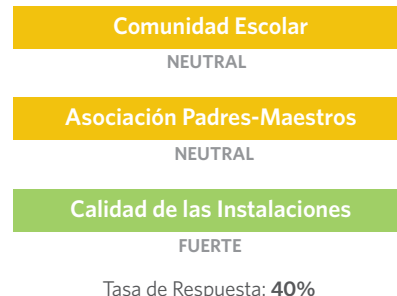 Comunidad Escolar
NEUTRAL
Asociación Padres-Maestros
NEUTRAL
Calidad de las Instalaciones
FUERTE
Tasa de Respuesta: 40%